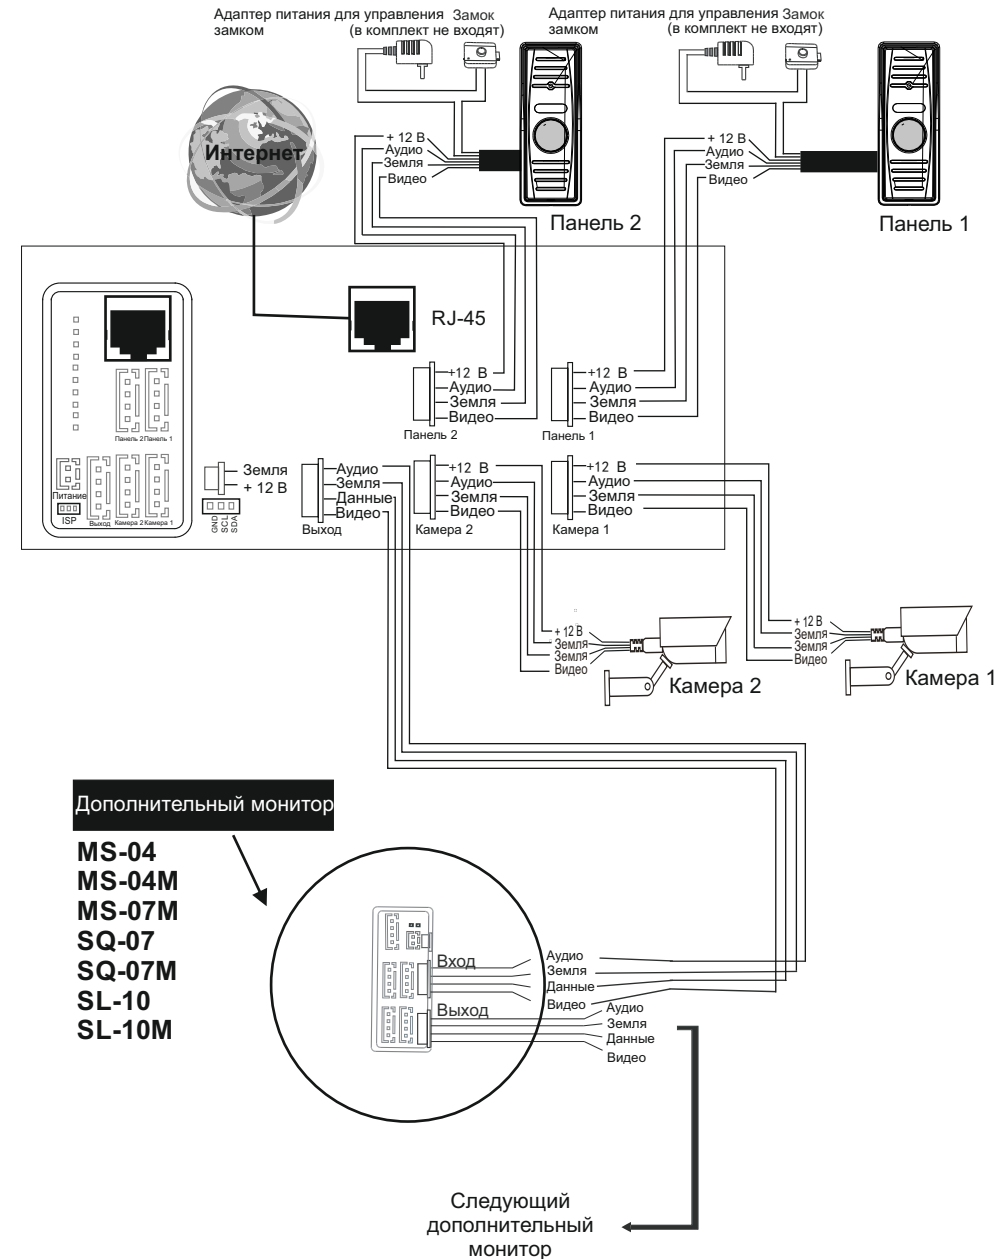 Адаптер питания для управления Замок
замком (в комплект не входят)
Адаптер питания для управления Замок
замком (в комплект не входят)
Интернет
+ 12 В
Аудио
Земля
Видео
Панель 2
+ 12 В
Аудио
Земля
Видео
Панель 1
RJ-45
+12 В
Аудио
Земля
Видео
Панель 2
+12 В
Аудио
Земля
Видео
Панель 1
Панель 2 Панель 1
Питание
ISP
Выход Камера 2 Камера 1
Земля
+ 12 В
GND
SCL
SDA
Аудио
Земля
Данные
Видео
Выход
+12 В
Аудио
Земля
Видео
Камера 2
+12 В
Аудио
Земля
Видео
Камера 1
+ 12 В
Земля
Земля
Видео
Камера 2
+ 12 В
Земля
Земля
Видео
Камера 1
Дополнительный монитор
MS-04
MS-04M
MS-07M
SQ-07
SQ-07M
SL-10
SL-10M
Вход
Аудио
Земля
Данные
Видео
Выход
Аудио
Земля
Данные
Видео
Следующий
дополнительный
монитор